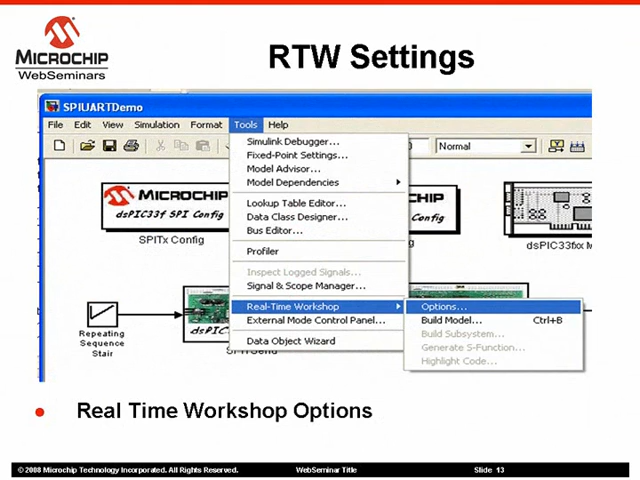 MICROCHIP
WebSeminars
RTW Settings
SPIUARTDemo
File Edit View Simulation Format Tools Help
Normal
Simulink Debugger...
Fixed-Point Settings...
Model Advisor...
Model Dependencies
Lookup Table Editor...
Data Class Designer...
Bus Editor...
Profiler
Inspect Logged Signals...
Signal & Scope Manager...
Real-Time Workshop
External Mode Control Panel...
Data Object Wizard
Options...
Build Model... Ctrl+B
Build Subsystem...
Generate S-Function...
Highlight Code...
MICROCHIP
dsPIC33f SPI Config
SPITx Config
CHIP
Config
dsPIC33fxx M
Repeating
Sequence
Stair
dsPIC
Real Time Workshop Options
© 2008 Microchip Technology Incorporated. All Rights Reserved. WebSeminar Title Slide 13